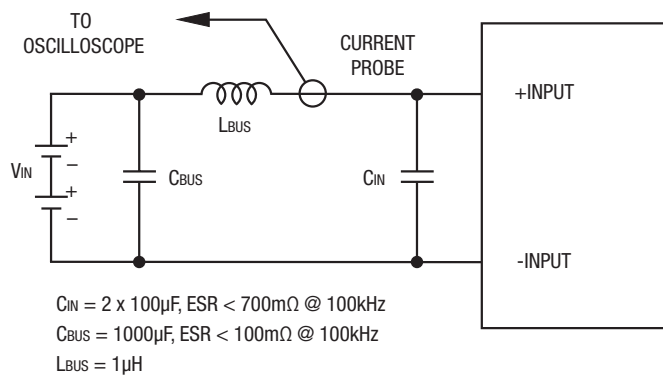 TO
OSCILLOSCOPE
CURRENT
PROBE
+INPUT
LBUS
VIN
+
−
+
−
CBUS
CIN
-INPUT
CIN = 2 x 100µF, ESR < 700mΩ @ 100kHz
CBUS = 1000µF, ESR < 100mΩ @ 100kHz
LBUS = 1µH